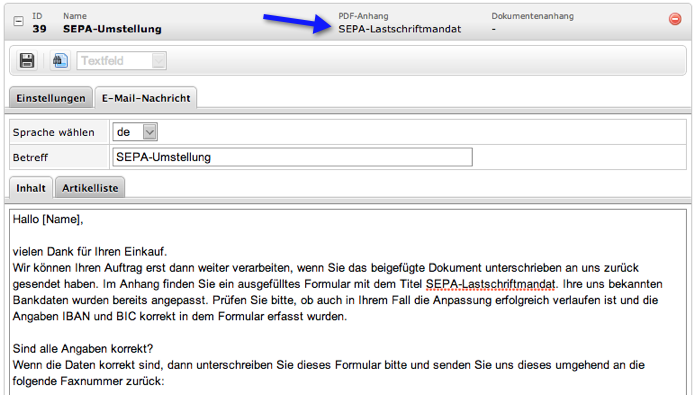 ID Name PDF-Anhang Dokumentenanhang
39 SEPA-Umstellung SEPA-Lastschriftmandat -
Textfeld
Einstellungen E-Mail-Nachricht
Sprache wählen de
Betreff SEPA-Umstellung
Inhalt Artikelliste
Hallo [Name],
vielen Dank für Ihren Einkauf.
Wir können Ihren Auftrag erst dann weiter verarbeiten, wenn Sie das beigefügte Dokument unterschrieben an uns zurück
gesendet haben. Im Anhang finden Sie ein ausgefülltes Formular mit dem Titel SEPA-Lastschriftmandat. Ihre uns bekannten
Bankdaten wurden bereits angepasst. Prüfen Sie bitte, ob auch in Ihrem Fall die Anpassung erfolgreich verlaufen ist und die
Angaben IBAN und BIC korrekt in dem Formular erfasst wurden.
Sind alle Angaben korrekt?
Wenn die Daten korrekt sind, dann unterschreiben Sie dieses Formular bitte und senden Sie uns dieses umgehend an die
folgende Faxnummer zurück: